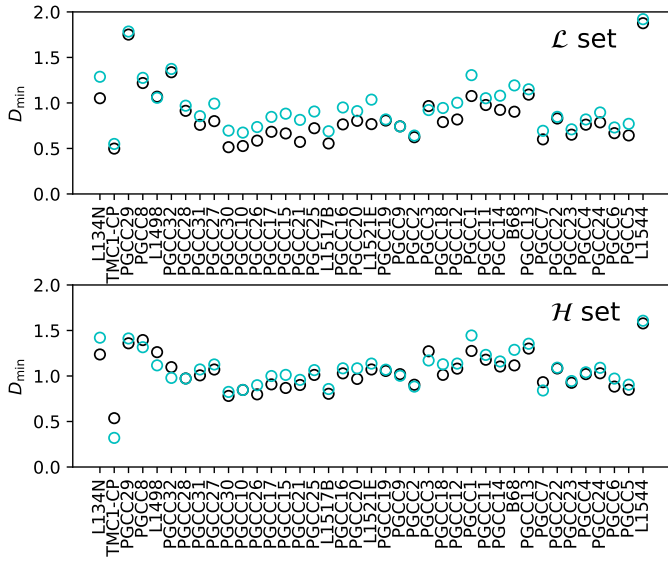 2.0
1.5
1.0
0.5
0.0
D_min
ℒ set
L134N
TMC1-CP
PGCC29
PGCC8
L1498
PGCC32
PGCC28
PGCC31
PGCC27
PGCC30
PGCC10
PGCC26
PGCC17
PGCC15
PGCC21
PGCC25
L1517B
PGCC16
PGCC20
L1521E
PGCC19
PGCC9
PGCC2
PGCC3
PGCC18
PGCC12
PGCC1
PGCC11
PGCC14
B68
PGCC13
PGCC7
PGCC22
PGCC23
PGCC4
PGCC24
PGCC6
PGCC5
L1544
2.0
1.5
1.0
0.5
0.0
D_min
ℋ set
L134N
TMC1-CP
PGCC29
PGCC8
L1498
PGCC32
PGCC28
PGCC31
PGCC27
PGCC30
PGCC10
PGCC26
PGCC17
PGCC15
PGCC21
PGCC25
L1517B
PGCC16
PGCC20
L1521E
PGCC19
PGCC9
PGCC2
PGCC3
PGCC18
PGCC12
PGCC1
PGCC11
PGCC14
B68
PGCC13
PGCC7
PGCC22
PGCC23
PGCC4
PGCC24
PGCC6
PGCC5
L1544